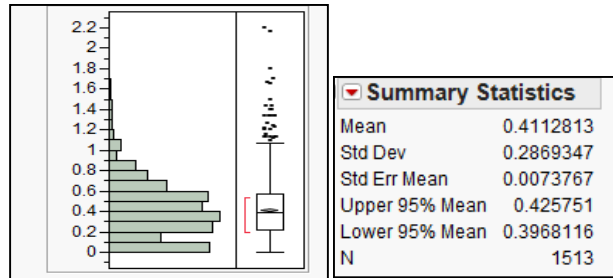 2.2
2
1.8
1.6
1.4
1.2
1
0.8
0.6
0.4
0.2
0
Summary Statistics
Mean 0.4112813
Std Dev 0.2869347
Std Err Mean 0.0073767
Upper 95% Mean 0.425751
Lower 95% Mean 0.3968116
N 1513